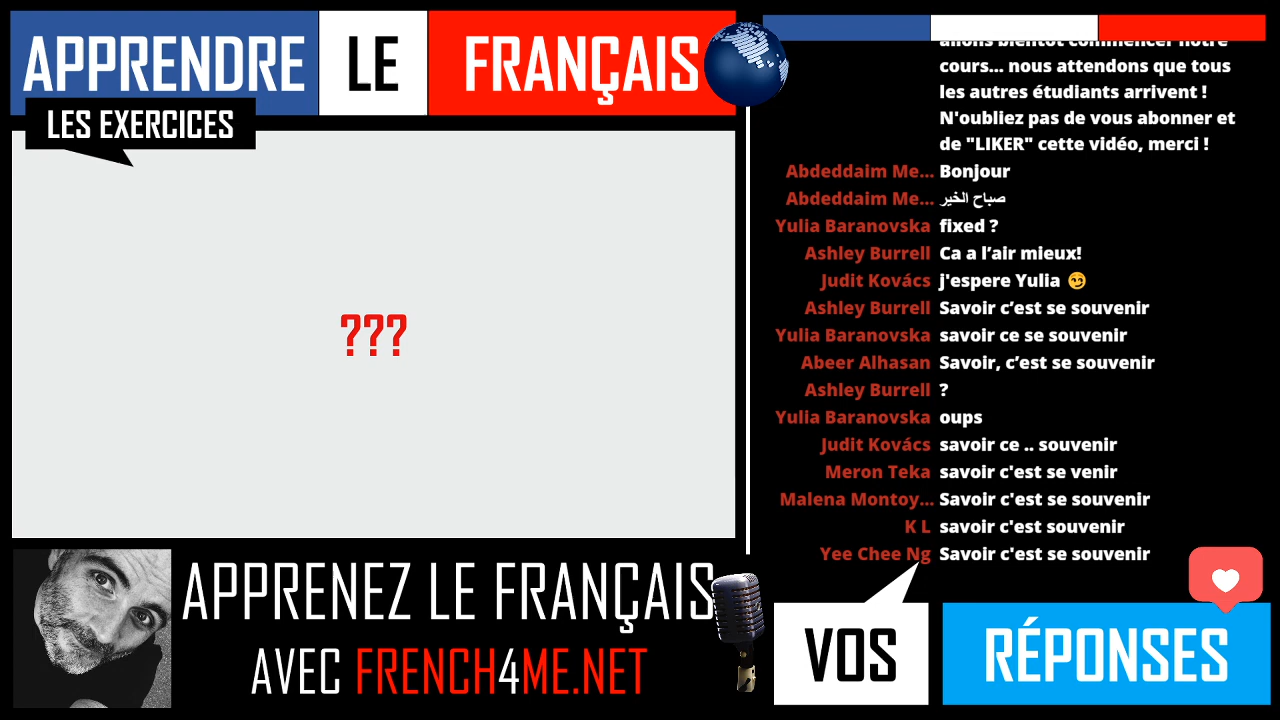 APPRENDRE LE FRANÇAIS
LES EXERCICES
???
APPRENEZ LE FRANÇAIS
AVEC FRENCH4ME.NET
allons bientôt commencer notre
cours... nous attendons que tous
les autres étudiants arrivent !
N'oubliez pas de vous abonner et
de "LIKER" cette vidéo, merci !
Abdeddaim Me... Bonjour
Abdeddaim Me... صباح الخير
Yulia Baranovska fixed ?
Ashley Burrell Ca a l’air mieux!
Judit Kovács j'espere Yulia 😊
Ashley Burrell Savoir c’est se souvenir
Yulia Baranovska savoir ce se souvenir
Abeer Alhasan Savoir, c’est se souvenir
Ashley Burrell ?
Yulia Baranovska oups
Judit Kovács savoir ce .. souvenir
Meron Teka savoir c'est se venir
Malena Montoy... Savoir c'est se souvenir
K L savoir c'est souvenir
Yee Chee Ng Savoir c'est se souvenir
VOS RÉPONSES